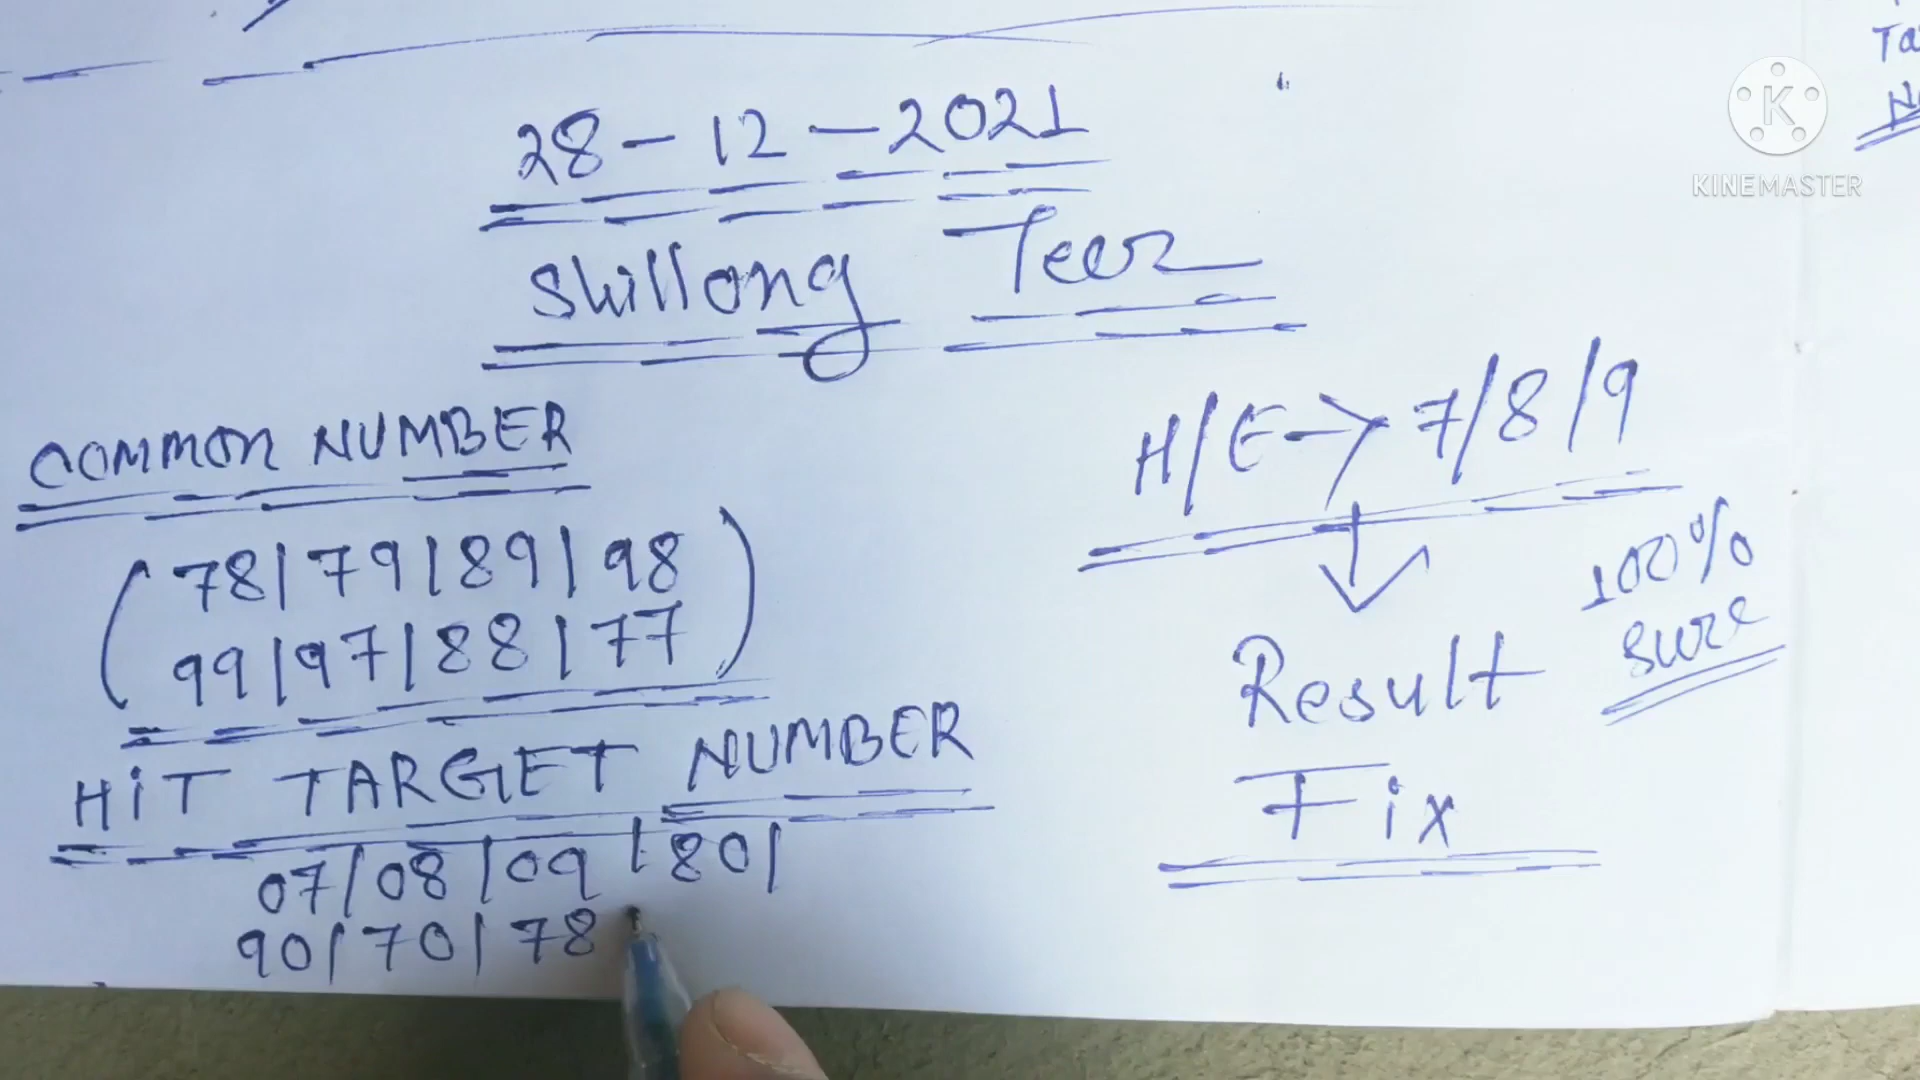 28-12-2021
Shillong Teer
COMMON NUMBER
78|79|89|98
99|97|88|77
HiT TARGET NUMBER
07/08|09|80|
90|70|78
H/E→7/8/9
100%
sure
Result
Fix
Ta
KINEMASTER